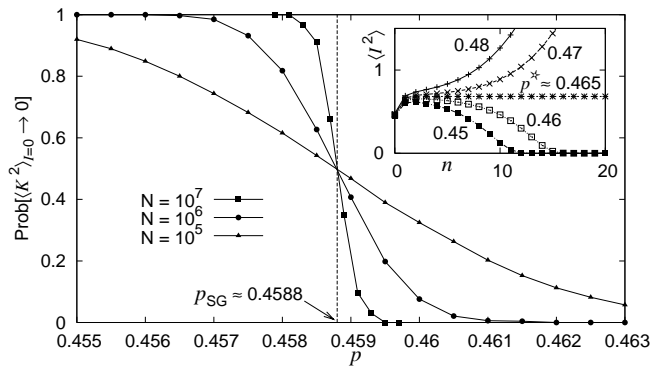 Prob[⟨K²⟩_{I=0} → 0]
1
0.8
0.6
0.4
0.2
0
0.455
0.456
0.457
0.458
0.459
0.46
0.461
0.462
0.463
p
N = 10⁷
N = 10⁶
N = 10⁵
p_SG ≈ 0.4588
⟨I²⟩
1
0
0.48
0.47
p* ≈ 0.465
0.46
0.45
0
n
10
20